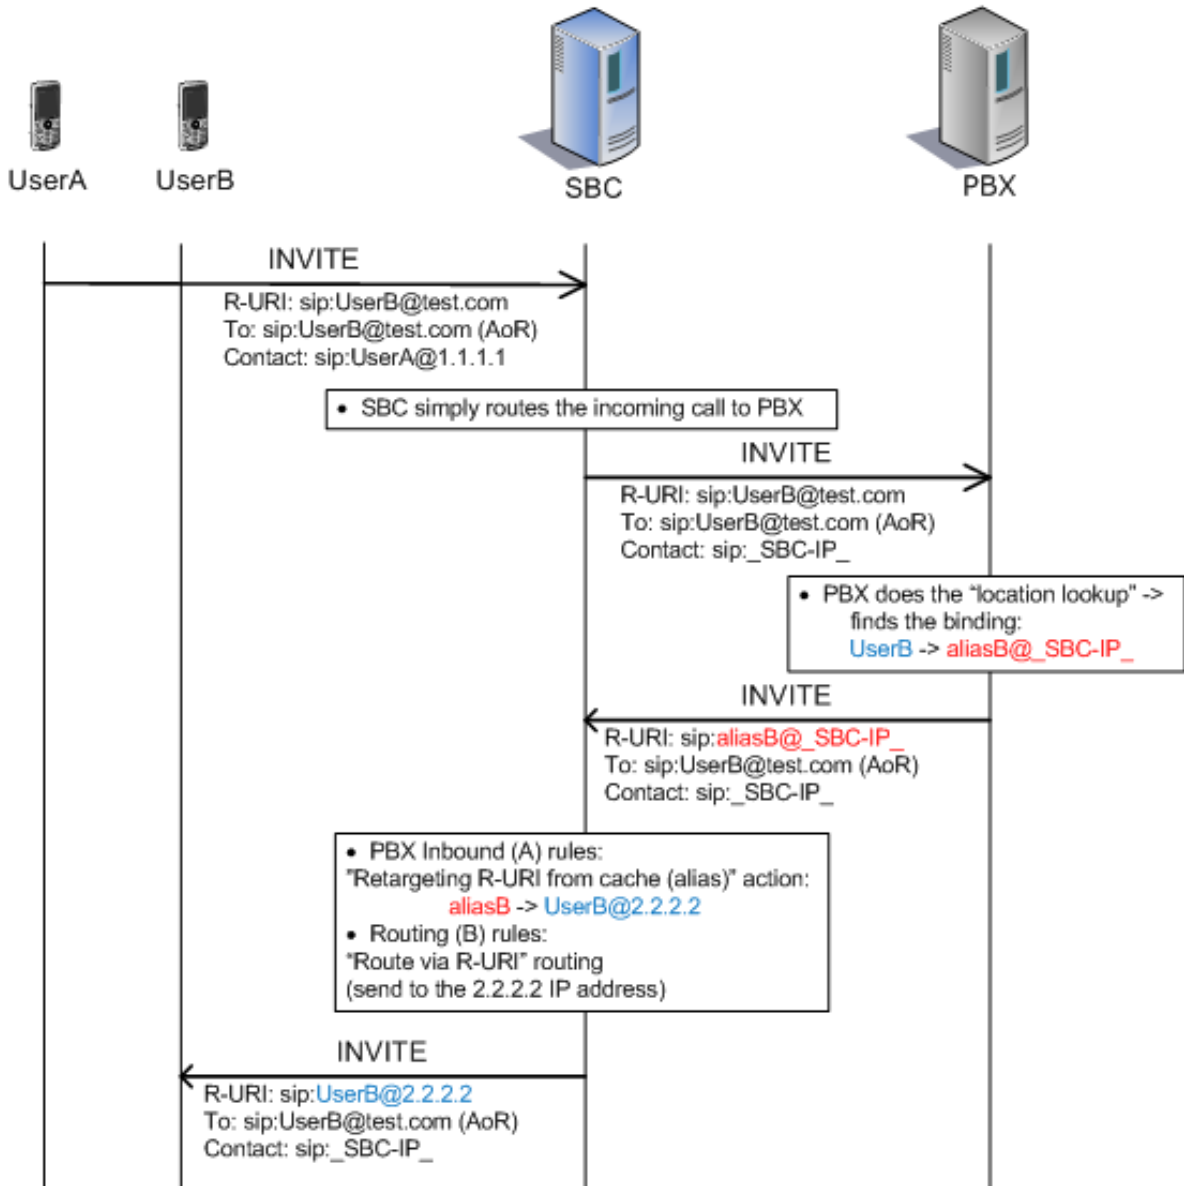 UserA
UserB
SBC
PBX
INVITE
R-URI: sip:UserB@test.com
To: sip:UserB@test.com (AoR)
Contact: sip:UserA@1.1.1.1
• SBC simply routes the incoming call to PBX
INVITE
R-URI: sip:UserB@test.com
To: sip:UserB@test.com (AoR)
Contact: sip:_SBC-IP_
• PBX does the “location lookup” ->
finds the binding:
UserB -> aliasB@_SBC-IP_
INVITE
R-URI: sip:aliasB@_SBC-IP_
To: sip:UserB@test.com (AoR)
Contact: sip:_SBC-IP_
• PBX Inbound (A) rules:
"Retargeting R-URI from cache (alias)” action:
aliasB -> UserB@2.2.2.2
• Routing (B) rules:
“Route via R-URI” routing
(send to the 2.2.2.2 IP address)
INVITE
R-URI: sip:UserB@2.2.2.2
To: sip:UserB@test.com (AoR)
Contact: sip:_SBC-IP_